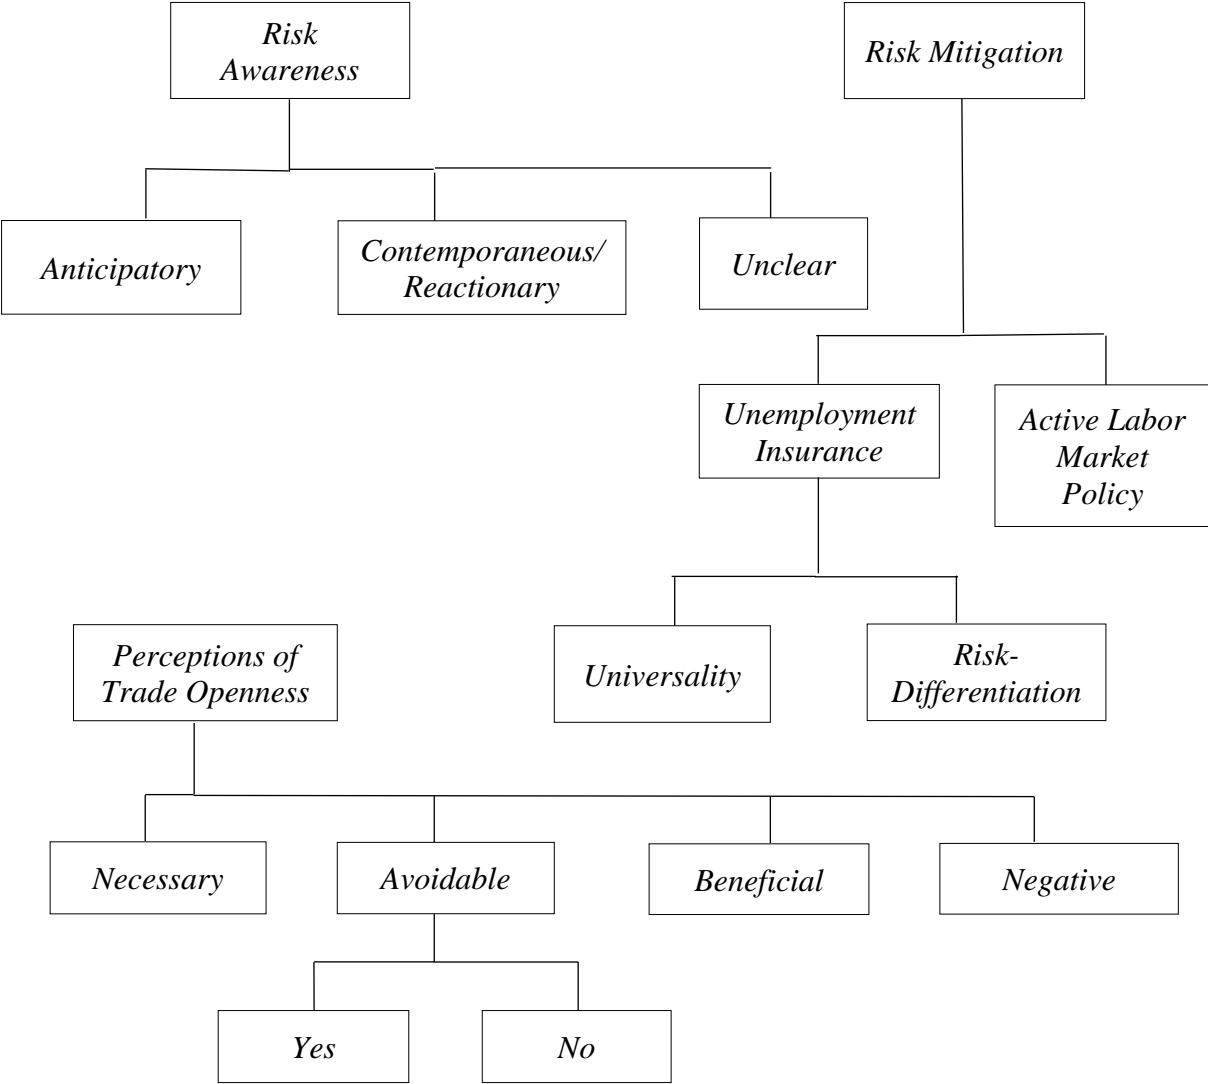 Risk
Awareness
Risk Mitigation
Anticipatory
Contemporaneous/
Reactionary
Unclear
Unemployment
Insurance
Active Labor
Market
Policy
Universality
Risk-
Differentiation
Perceptions of
Trade Openness
Necessary
Avoidable
Beneficial
Negative
Yes
No